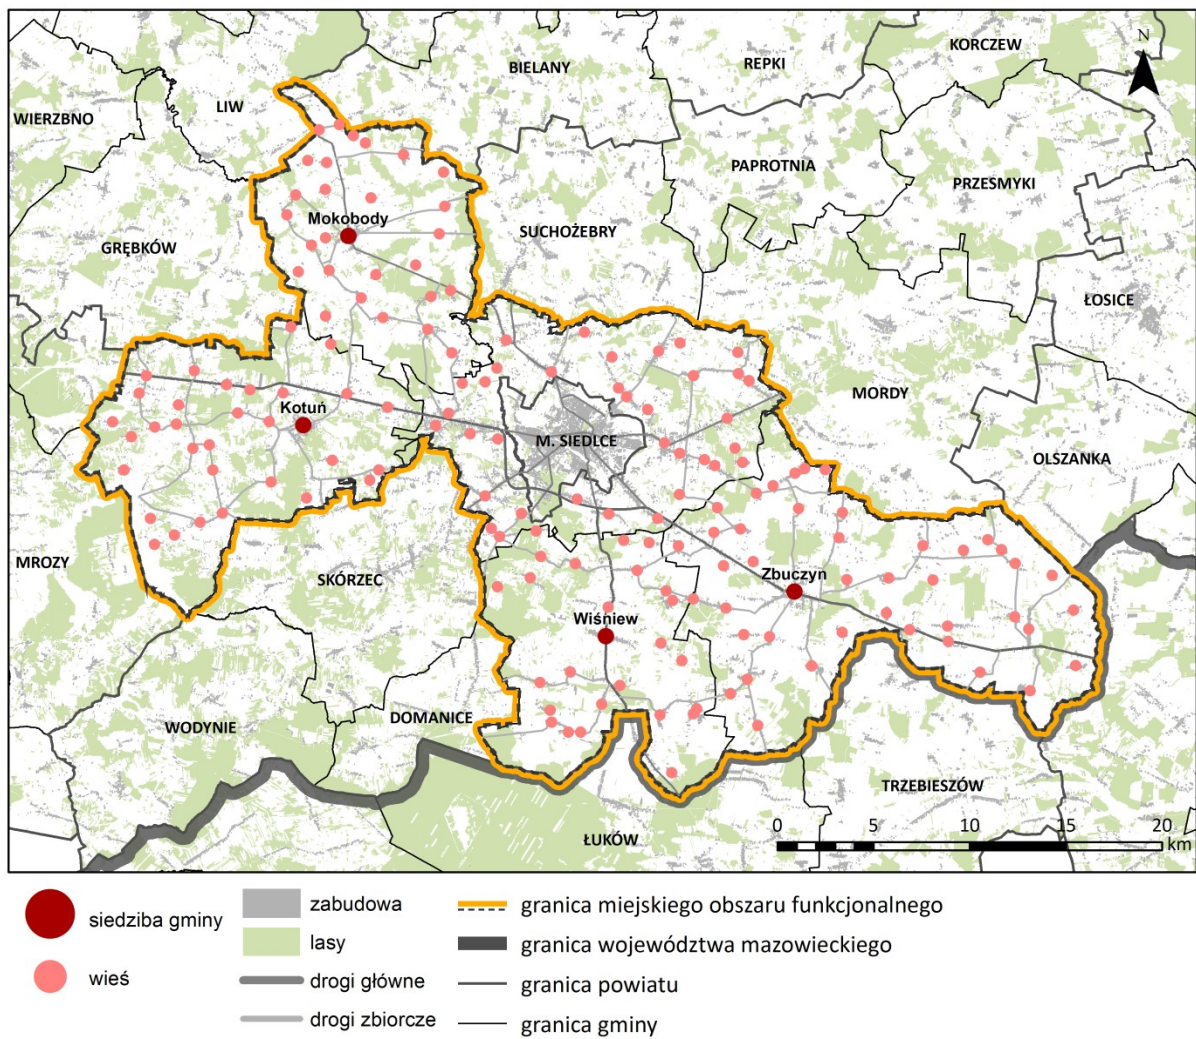 KORCZEW
N
BIELANY
REPKI
LIW
WIERZBNO
PAPROTNIA
PRZESMYKI
Mokobody
SUCHOŻEBRY
GRĘBKÓW
ŁOSICE
MORDY
Kotuń
M. SIEDLCE
OLSZANKA
MROZY
SKÓRZEC
Zbuczyn
Wiśniew
DOMANICE
WODYNIE
TRZEBIESZÓW
ŁUKÓW
0 5 10 15 20
km
siedziba gminy
wieś
zabudowa
lasy
drogi główne
drogi zbiorcze
granica miejskiego obszaru funkcjonalnego
granica województwa mazowieckiego
granica powiatu
granica gminy